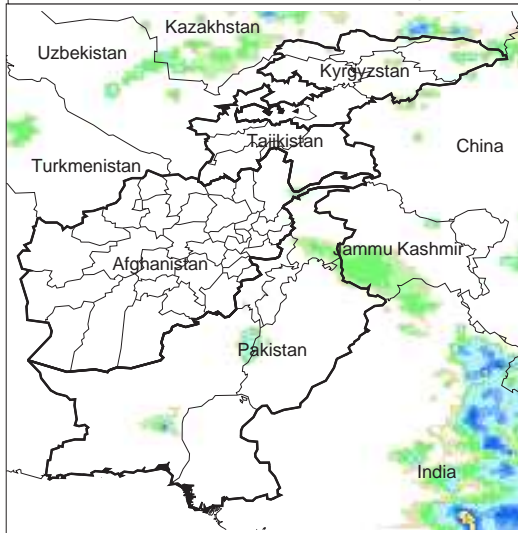 Kazakhstan
Uzbekistan
Kyrgyzstan
Tajikistan
China
Turkmenistan
Jammu Kashmir
Afghanistan
Pakistan
India